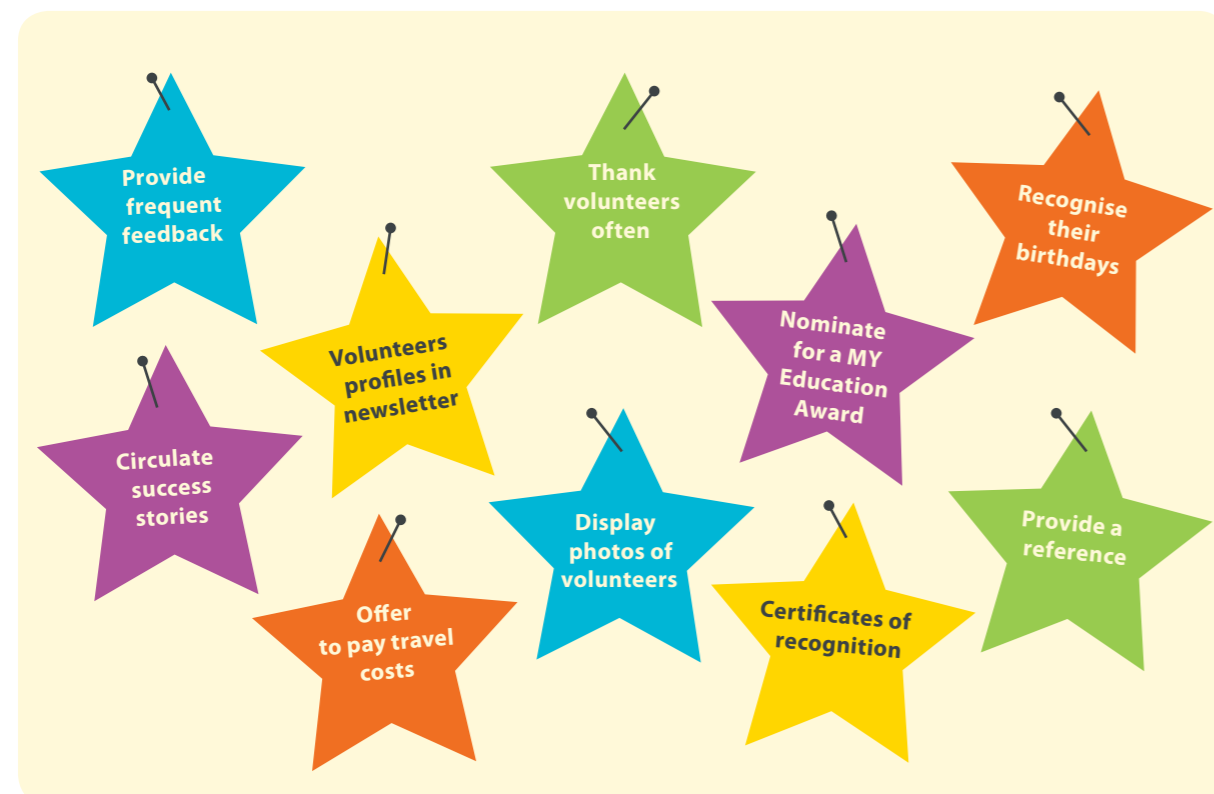 Provide
frequent
feedback
Thank
volunteers
often
Recognise
their
birthdays
Volunteers
profiles in
newsletter
Nominate
for a MY
Education
Award
Circulate
success
stories
Display
photos of
volunteers
Provide a
reference
Offer
to pay travel
costs
Certificates of
recognition